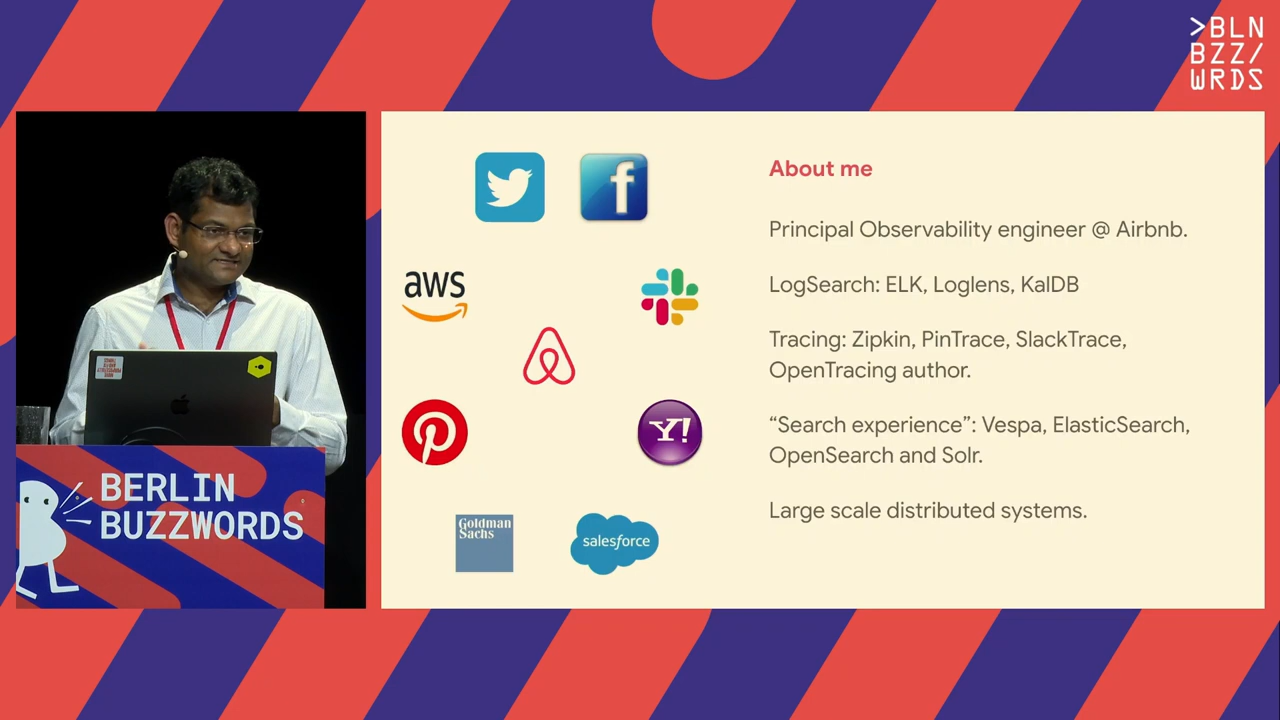 >BLN
BZZ/
WRDS
About me
Principal Observability engineer @ Airbnb.
LogSearch: ELK, Loglens, KalDB
Tracing: Zipkin, PinTrace, SlackTrace,
OpenTracing author.
“Search experience”: Vespa, ElasticSearch,
OpenSearch and Solr.
Large scale distributed systems.
f
aws
Y!
Goldman
Sachs
salesforce
BERLIN
BUZZWORDS